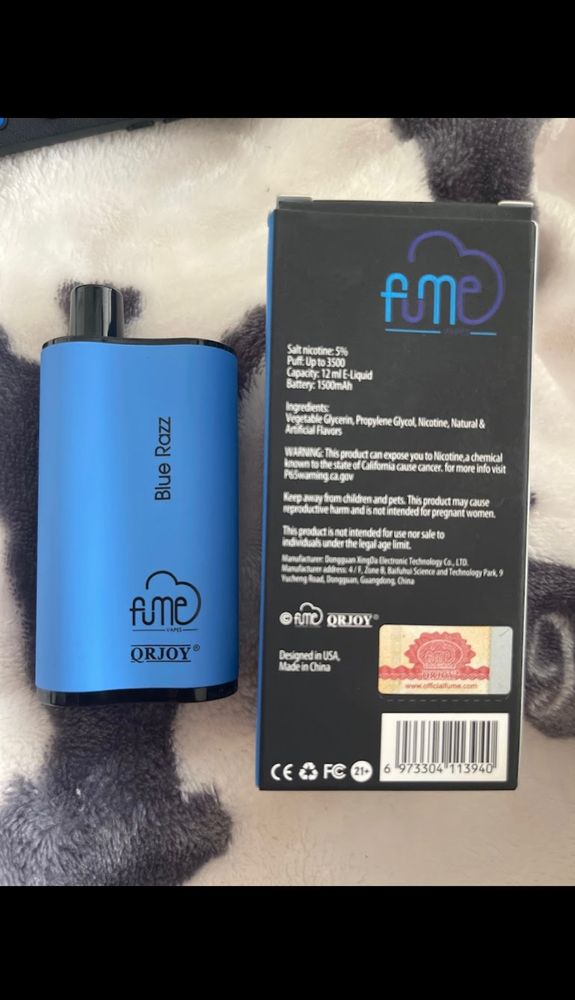 Blue Razz
fume
VAPES
QRJOY®
fume
VAPES
Salt nicotine: 5%
Puff: Up to 3500
Capacity: 12 ml E-Liquid
Battery: 1500mAh
Ingredients:
Vegetable Glycerin, Propylene Glycol, Nicotine, Natural &
Artificial Flavors
WARNING: This product can expose you to Nicotine,a chemical
known to the state of California cause cancer. for more info visit
P65warning.ca.gov
Keep away from children and pets. This product may cause
reproductive harm and is not intended for pregnant women.
This product is not intended for use nor sale to
individuals under the legal age limit.
Manufacturer: Dongguan XingDa Electronic Technology Co., LTD.
Manufacturer address: 4 / F, Zone B, Baifuhui Science and Technology Park, 9
Yucheng Road, Dongguan, Guangdong, China
© fume QRJOY®
Designed in USA,
Made in China
fume
QRJOY
www.officialfume.com
CE FC 21+
6 973304 113940